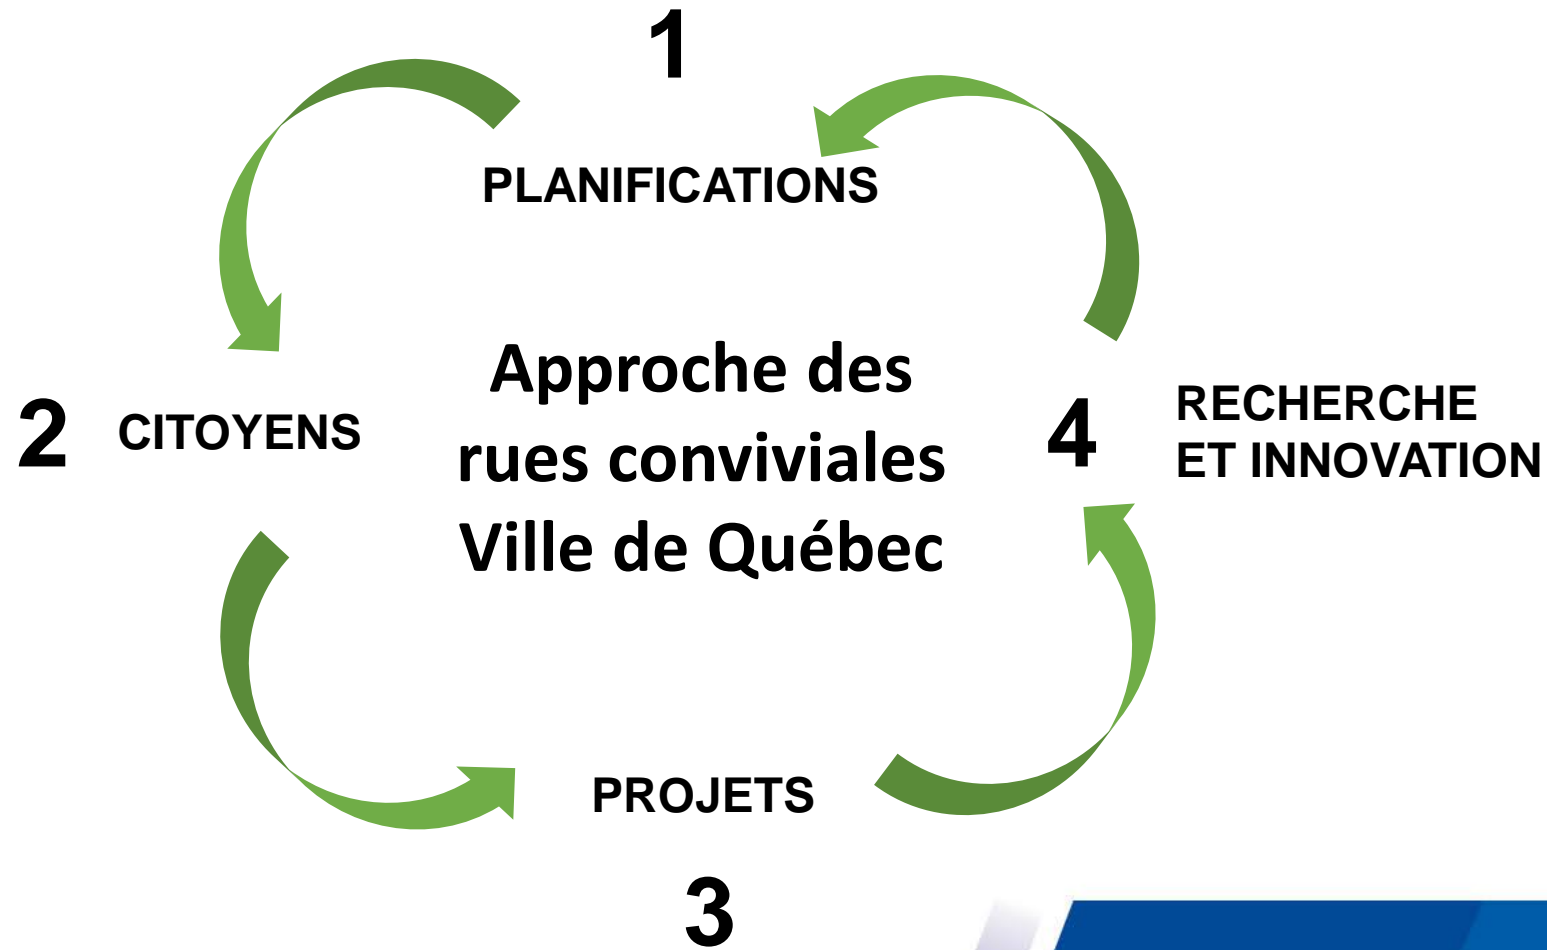 1
PLANIFICATIONS
2 CITOYENS
Approche des
rues conviviales
Ville de Québec
4 RECHERCHE
ET INNOVATION
PROJETS
3